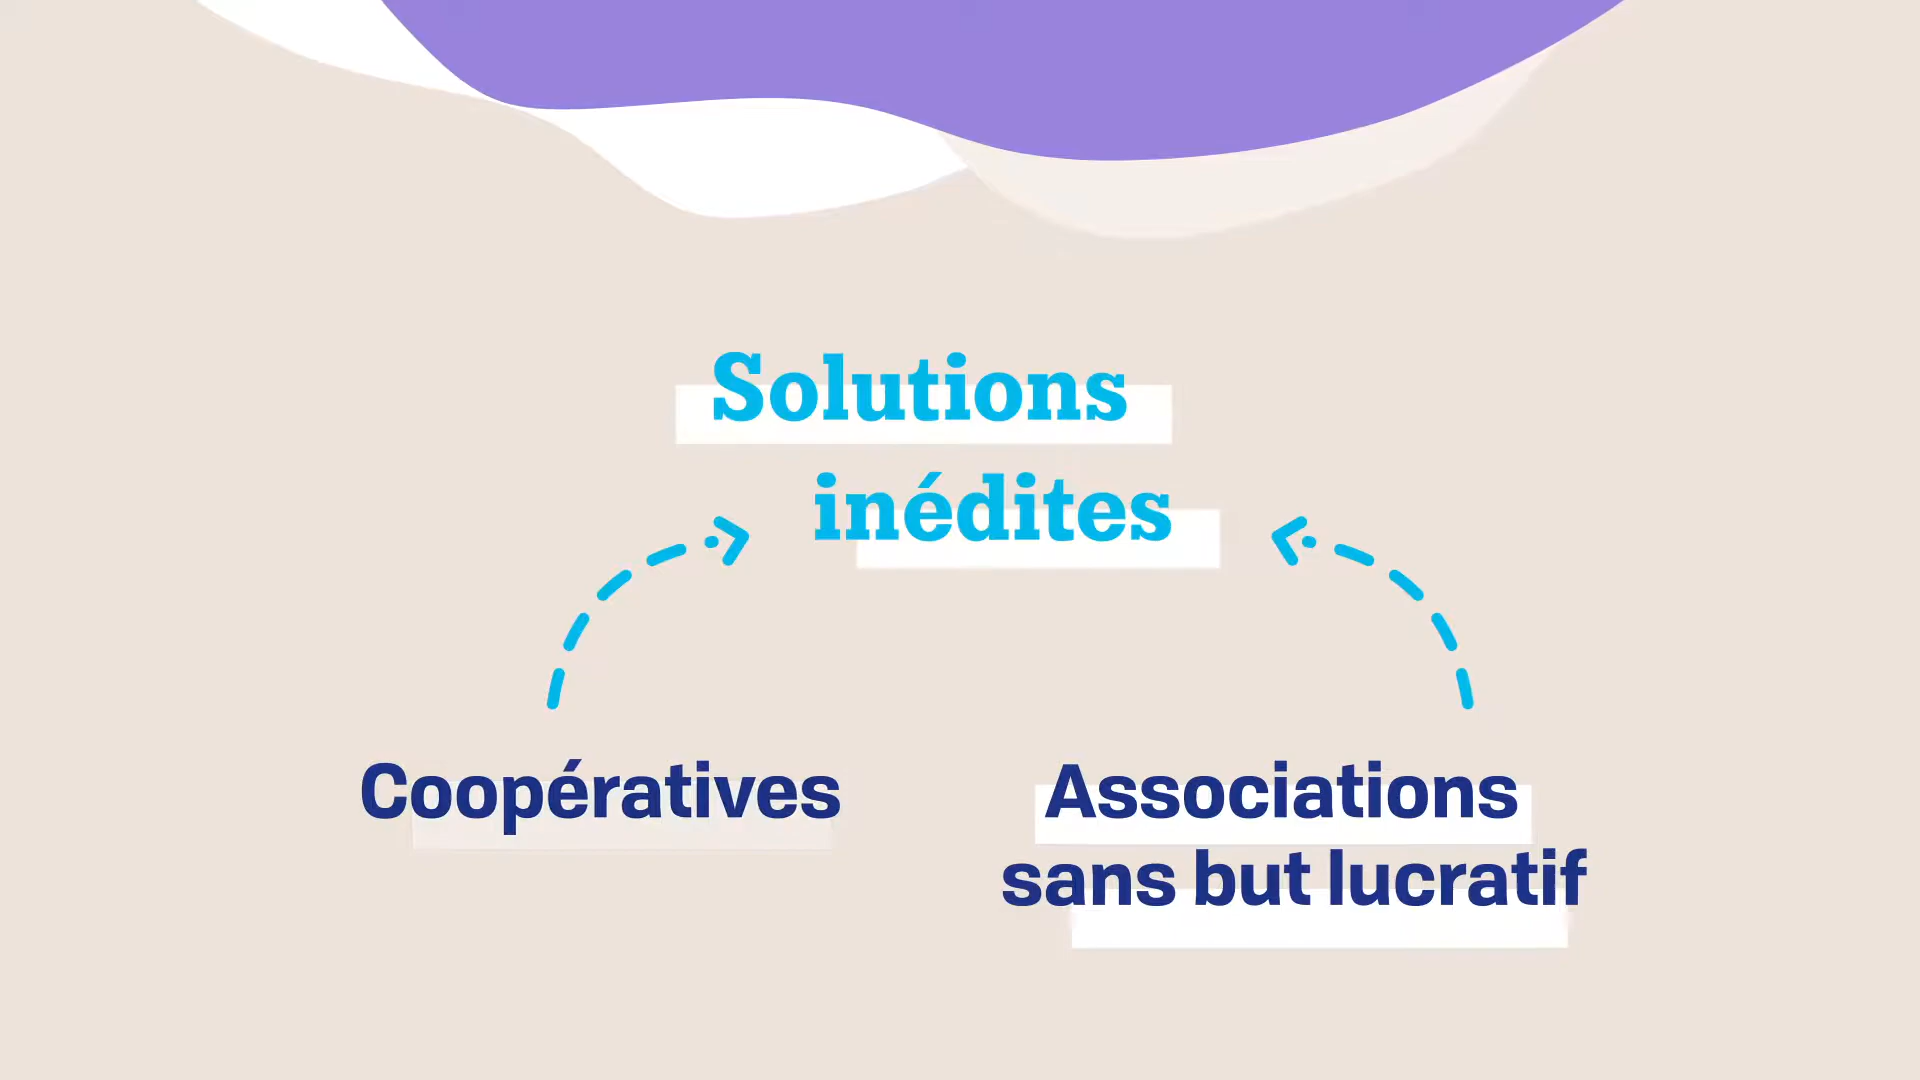 Solutions
inédites
Coopératives
Associations
sans but lucratif